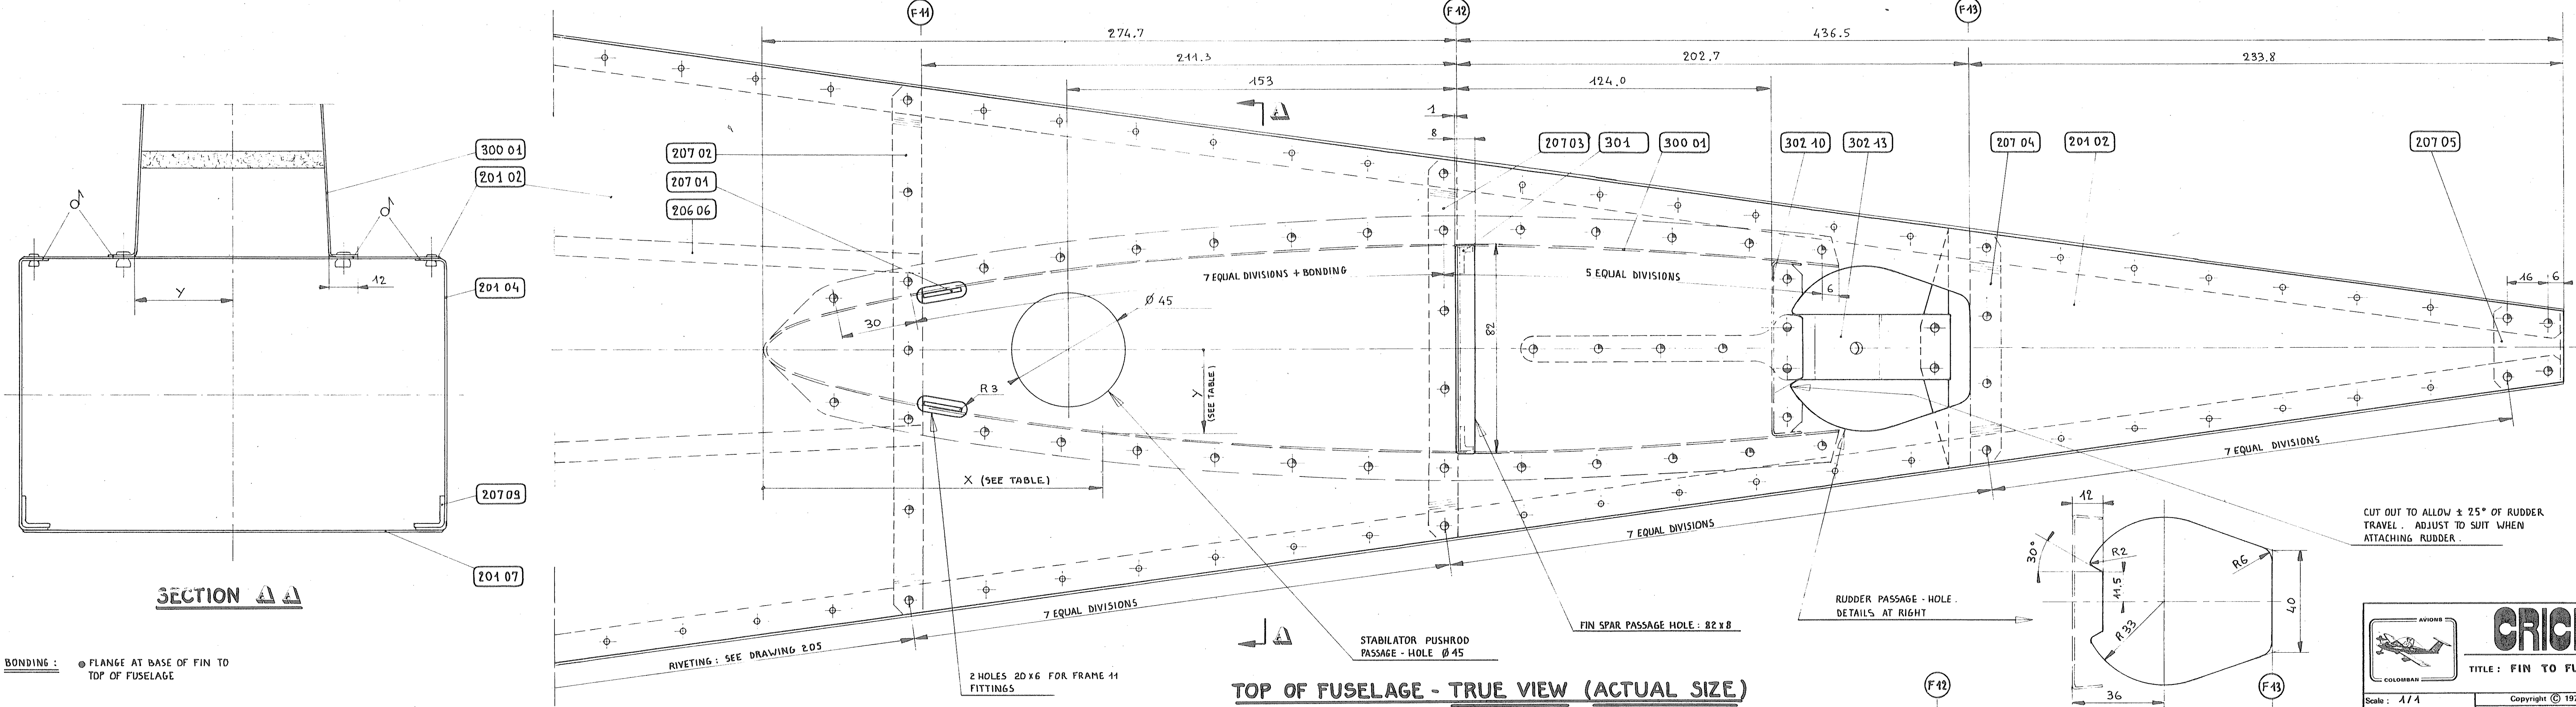 F11
F12
F13
274.7
436.5
211.3
202.7
233.8
153
124.0
A
1
8
300 01
201 02
207 02
207 01
206 06
207 03
301
300 01
302 10
302 13
207 04
201 02
207 05
Y
12
201 04
207 09
201 07
SECTION A A
BONDING :
FLANGE AT BASE OF FIN TO
TOP OF FUSELAGE
7 EQUAL DIVISIONS + BONDING
5 EQUAL DIVISIONS
6
16
6
30
Ø 45
82
R 3
Y
(SEE TABLE)
X (SEE TABLE)
7 EQUAL DIVISIONS
7 EQUAL DIVISIONS
7 EQUAL DIVISIONS
RIVETING : SEE DRAWING 205
A
2 HOLES 20 X 6 FOR FRAME 11
FITTINGS
STABILATOR PUSHROD
PASSAGE - HOLE Ø 45
FIN SPAR PASSAGE HOLE : 82 x 8
RUDDER PASSAGE - HOLE .
DETAILS AT RIGHT
CUT OUT TO ALLOW ± 25° OF RUDDER
TRAVEL . ADJUST TO SUIT WHEN
ATTACHING RUDDER .
12
30°
R2
11.5
R 33
R6
40
36
F12
F13
TOP OF FUSELAGE - TRUE VIEW (ACTUAL SIZE)
AVIONS
COLOMBAN
CRIC
TITLE : FIN TO FU
Scale : 1/1
Copyright © 197